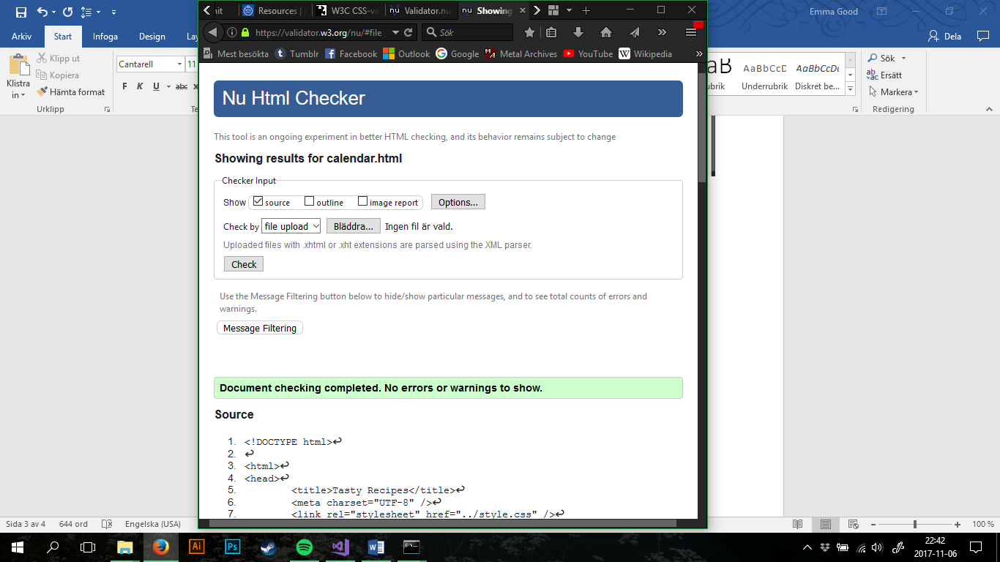 Emma Good
Arkiv Start Infoga Design
Dela
Klistra in
Klipp ut
Kopiera
Hämta format
Urklipp
Cantarell 11
F K U abc
AaBbCcD AaBbCcDc
Underrubrik Diskret be...
Sök
Ersätt
Markera
Redigering
Resources W3C CSS-va Validator.nu Showing
https://validator.w3.org/nu/#file Sök
Mest besökta Tumblr Facebook Outlook Google Metal Archives YouTube Wikipedia
Nu Html Checker
This tool is an ongoing experiment in better HTML checking, and its behavior remains subject to change
Showing results for calendar.html
Checker Input
Show source outline image report Options...
Check by file upload Bläddra... Ingen fil är vald.
Uploaded files with .xhtml or .xht extensions are parsed using the XML parser.
Check
Use the Message Filtering button below to hide/show particular messages, and to see total counts of errors and
warnings.
Message Filtering
Document checking completed. No errors or warnings to show.
Source
1. <!DOCTYPE html>↩
2. ↩
3. <html>↩
4. <head>↩
5. <title>Tasty Recipes</title>↩
6. <meta charset="UTF-8" />↩
7. <link rel="stylesheet" href="../style.css" />↩
Sida 3 av 4 644 ord Engelska (USA)
100 %
22:42
2017-11-06